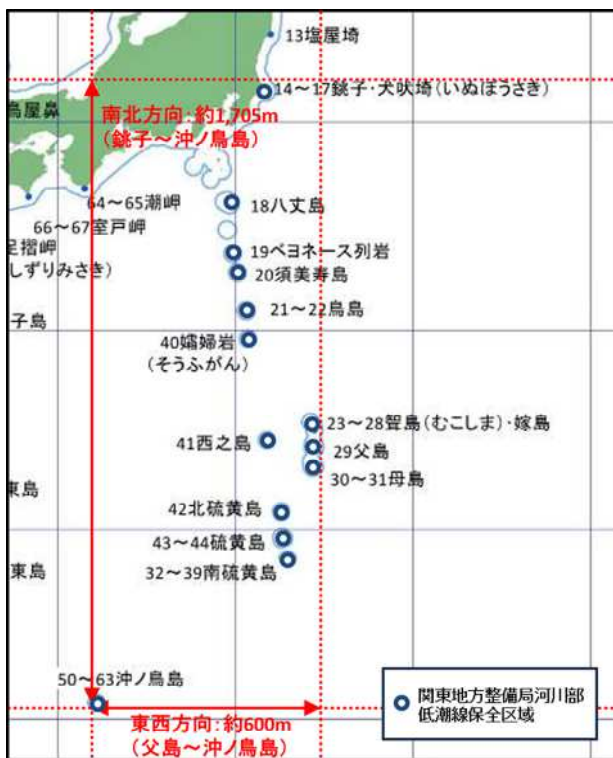 13塩屋埼
14～17銚子・犬吠埼(いぬぼうさき)
鳥屋鼻
南北方向：約1,705m
(銚子～沖ノ鳥島)
64～65潮岬
18八丈島
66～67室戸岬
足摺岬
しずりみさき)
19ベヨネース列岩
20須美寿島
21～22鳥島
子島
40孀婦岩
(そうふがん)
23～28聟島(むこしま)・嫁島
41西之島
29父島
30～31母島
東島
42北硫黄島
43～44硫黄島
東島
32～39南硫黄島
50～63沖ノ鳥島
関東地方整備局河川部
低潮線保全区域
東西方向：約600m
(父島～沖ノ鳥島)